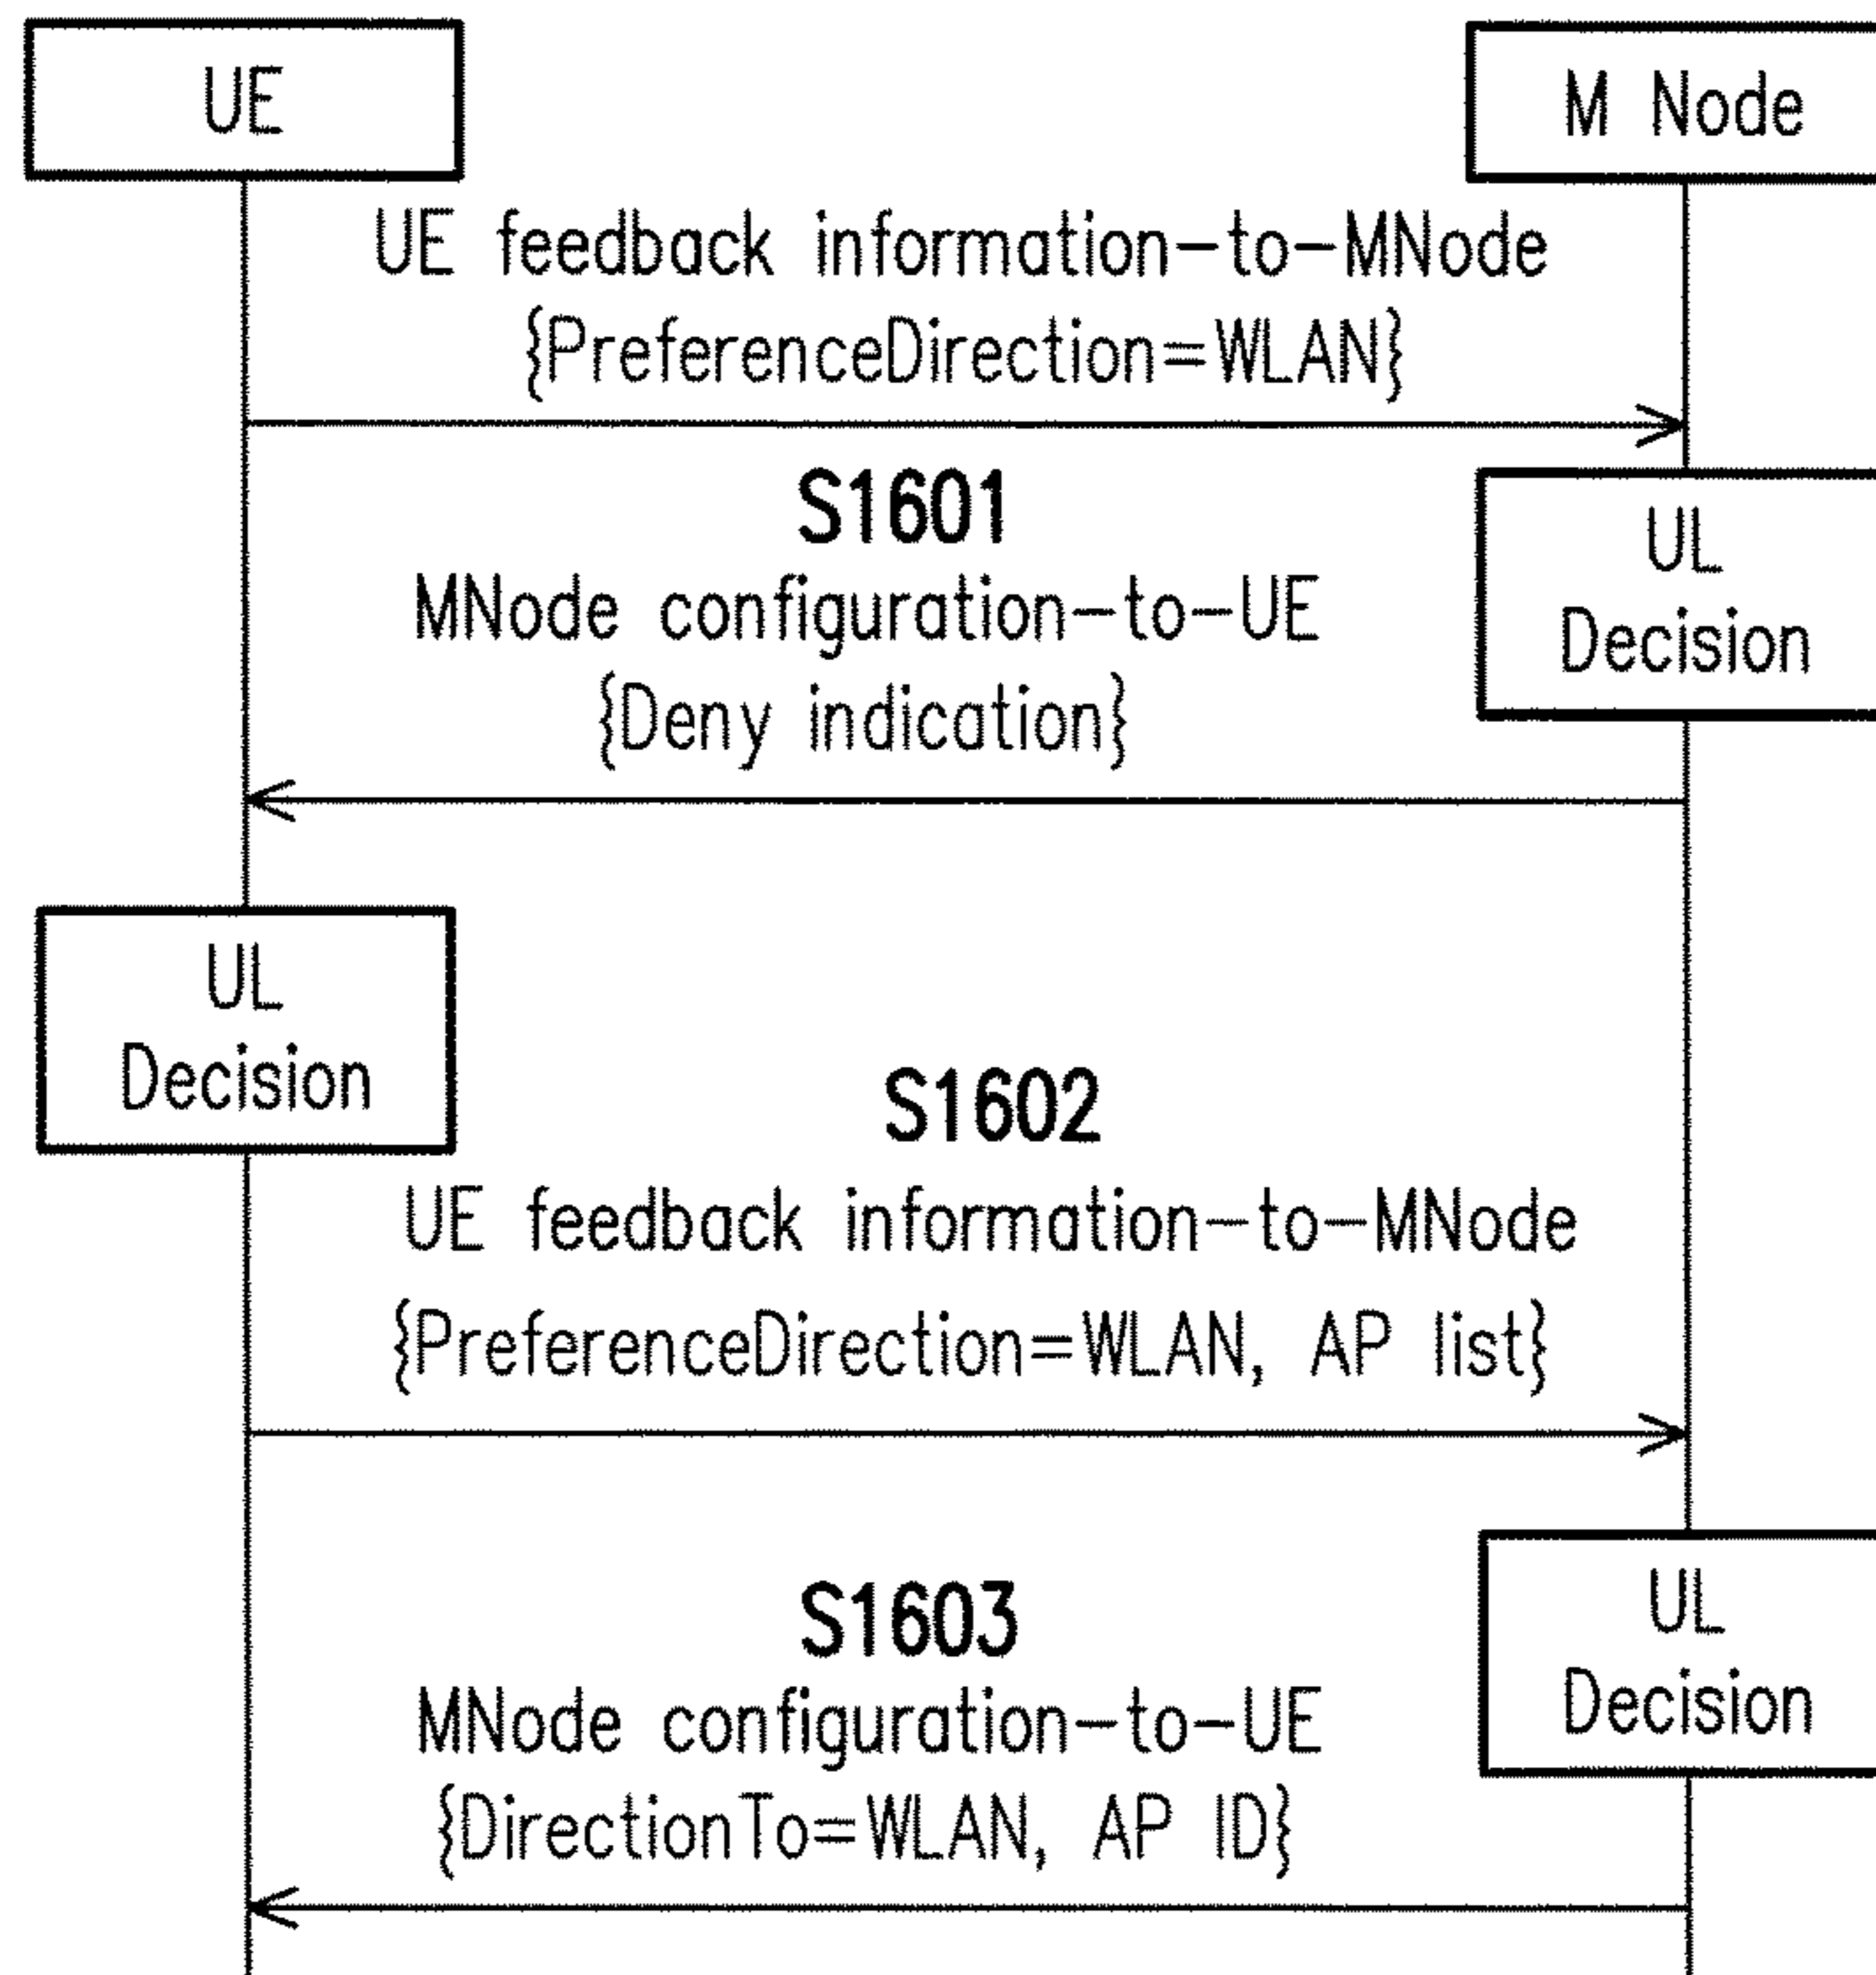 UE
M Node
UE feedback information-to-MNode
{PreferenceDirection=WLAN}
S1601
MNode configuration-to-UE
{Deny indication}
UL
Decision
UL
Decision
S1602
UE feedback information-to-MNode
{PreferenceDirection=WLAN, AP list}
S1603
MNode configuration-to-UE
{DirectionTo=WLAN, AP ID}
UL
Decision